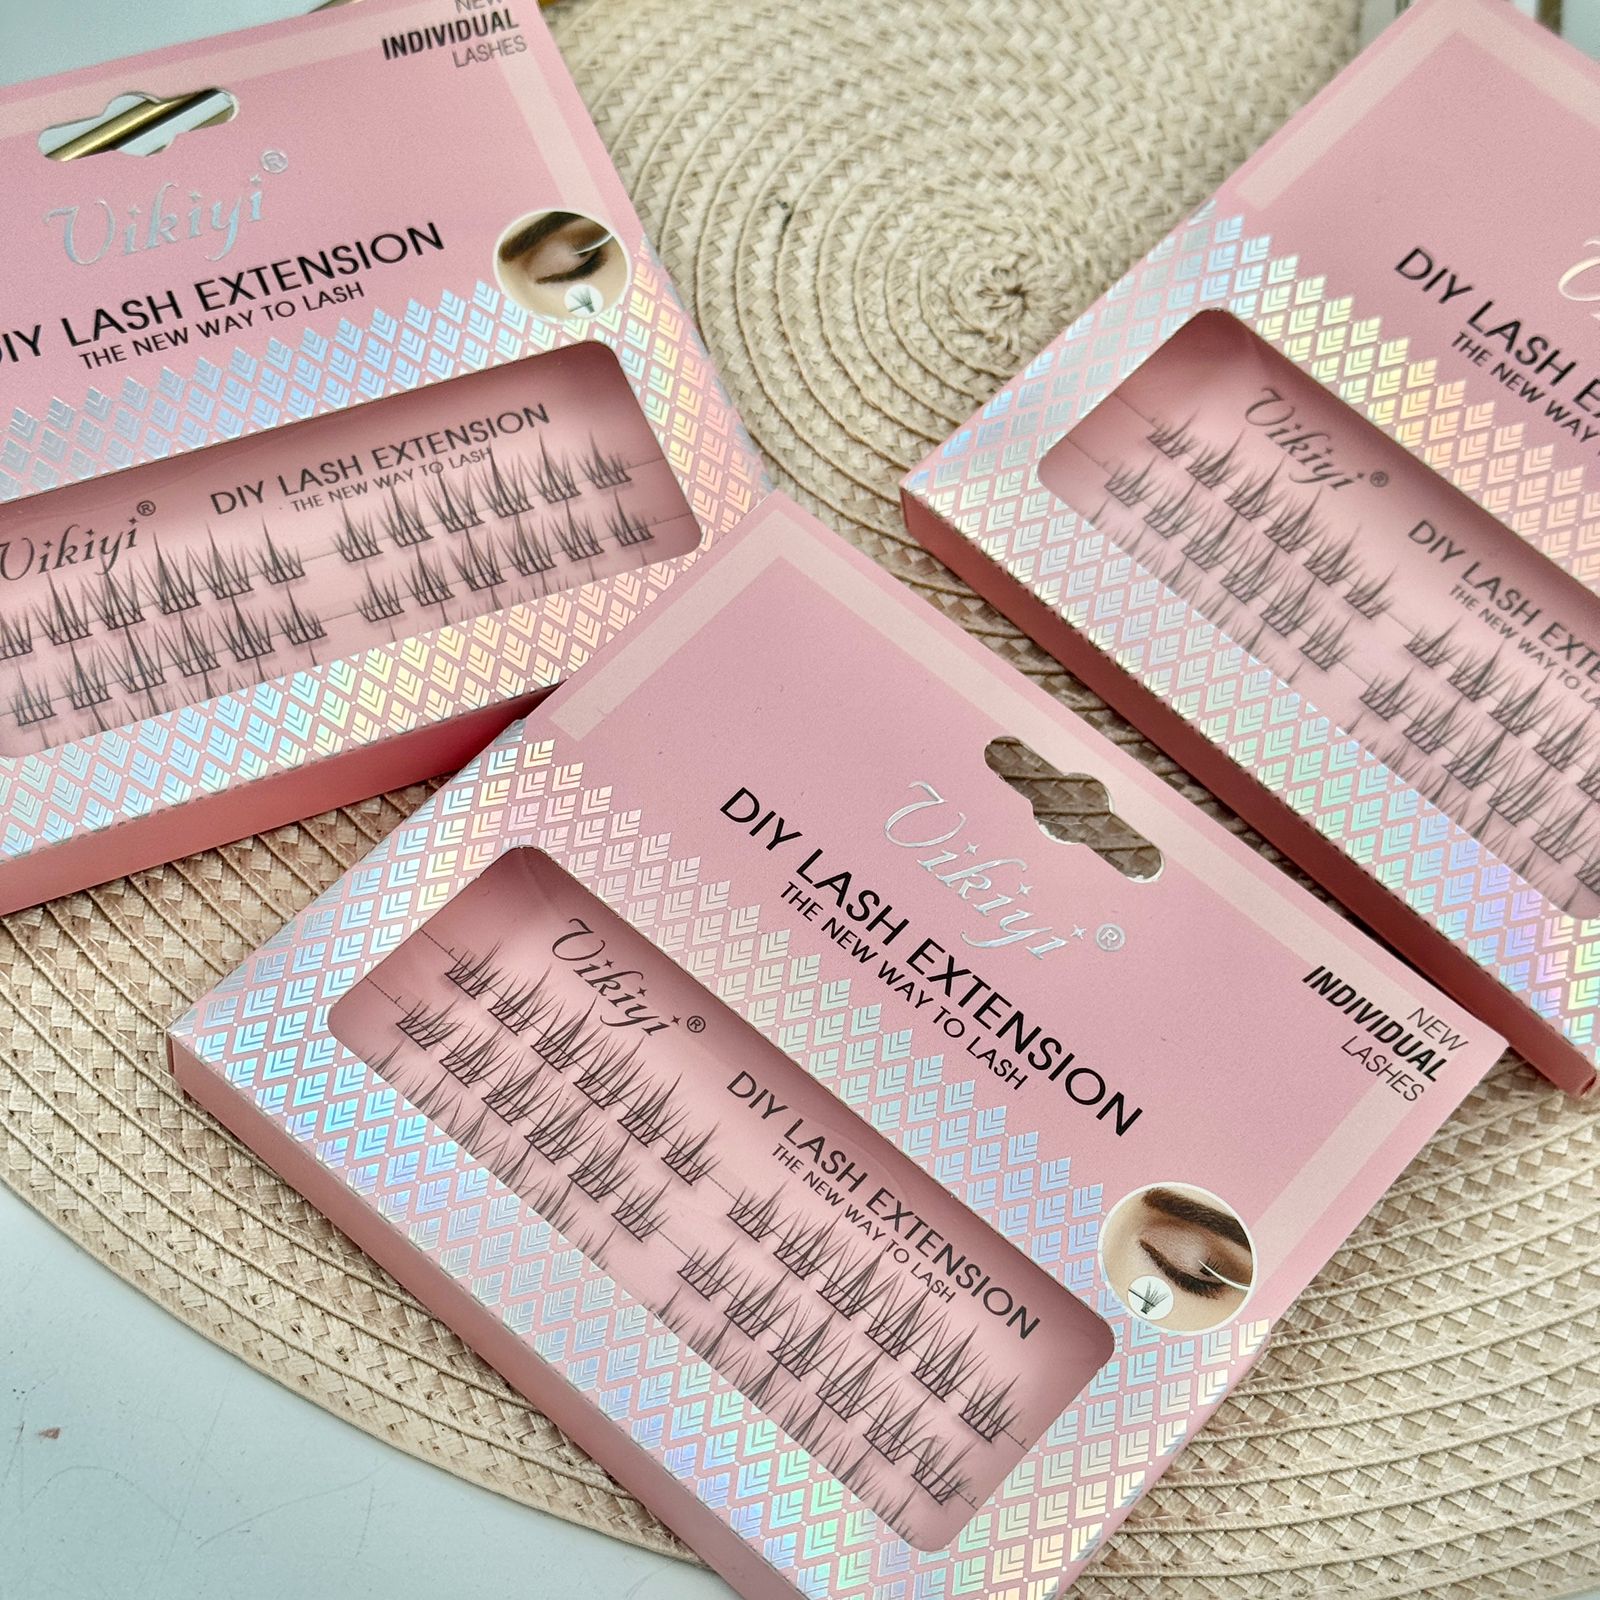 NEW
INDIVIDUAL
LASHES
Vikiyi®
DIY LASH EXTENSION
THE NEW WAY TO LASH
Vikiyi®
DIY LASH EXTENSION
THE NEW WAY TO LASH
DIY LASH E
THE NEW WAY
Vikiyi®
DIY LASH EXTE
THE NEW WAY TO LA
Vikiyi®
DIY LASH EXTENSION
THE NEW WAY TO LASH
NEW
INDIVIDUAL
LASHES
Vikiyi®
DIY LASH EXTENSION
THE NEW WAY TO LASH